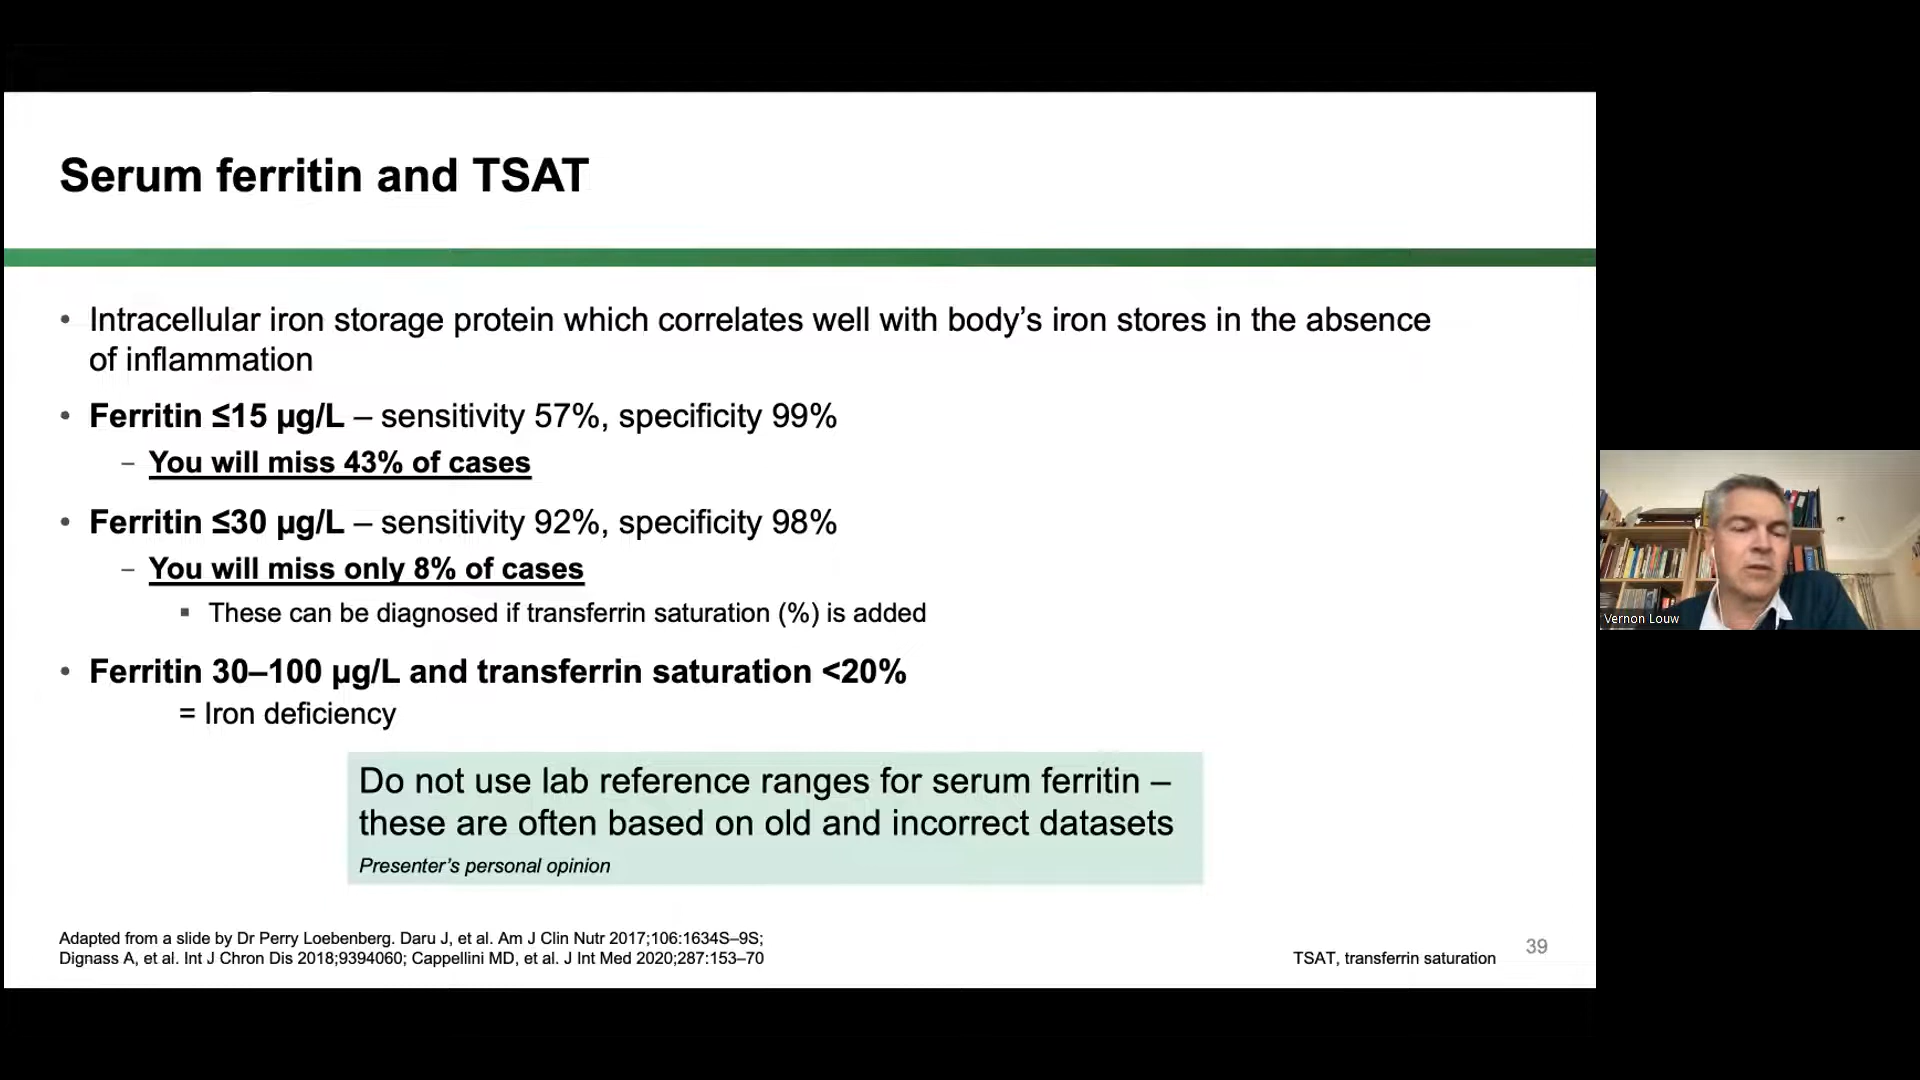 Serum ferritin and TSAT
• Intracellular iron storage protein which correlates well with body’s iron stores in the absence
of inflammation
• Ferritin ≤15 µg/L – sensitivity 57%, specificity 99%
– You will miss 43% of cases
• Ferritin ≤30 µg/L – sensitivity 92%, specificity 98%
– You will miss only 8% of cases
▪ These can be diagnosed if transferrin saturation (%) is added
• Ferritin 30–100 µg/L and transferrin saturation <20%
= Iron deficiency
Do not use lab reference ranges for serum ferritin –
these are often based on old and incorrect datasets
Presenter’s personal opinion
Adapted from a slide by Dr Perry Loebenberg. Daru J, et al. Am J Clin Nutr 2017;106:1634S–9S;
Dignass A, et al. Int J Chron Dis 2018;9394060; Cappellini MD, et al. J Int Med 2020;287:153–70
TSAT, transferrin saturation
39
Vernon Louw